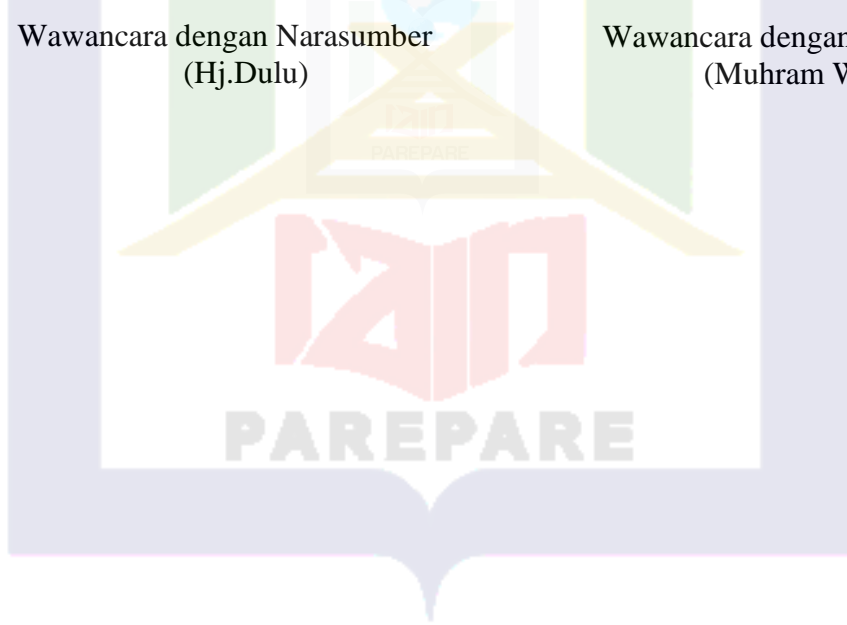 Wawancara dengan Narasumber
(Hj.Dulu)
Wawancara dengan
(Muhram
PAREPARE
PAREPARE